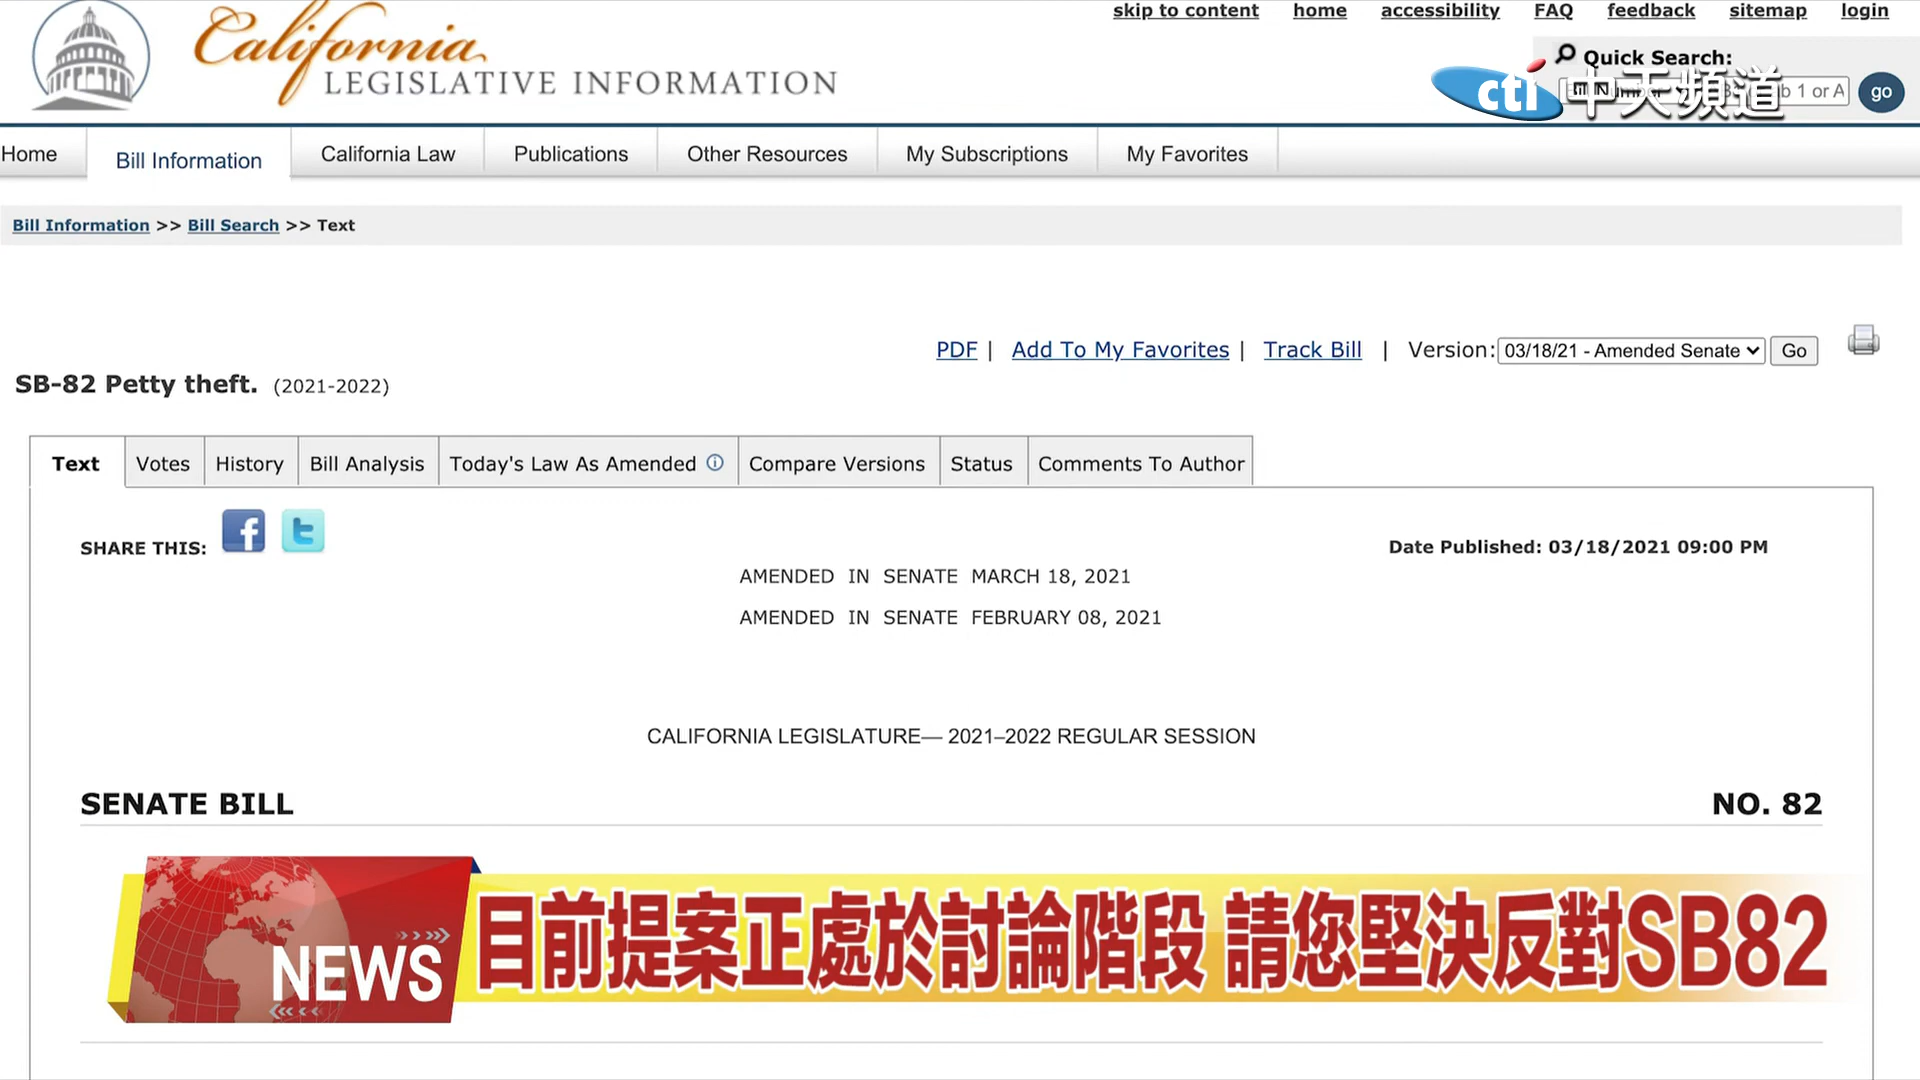 skip to content home accessibility FAQ feedback sitemap login
California
LEGISLATIVE INFORMATION
Quick Search:
cti 中天頻道
b 1 or A go
Home Bill Information California Law Publications Other Resources My Subscriptions My Favorites
Bill Information >> Bill Search >> Text
PDF | Add To My Favorites | Track Bill | Version: 03/18/21 - Amended Senate Go
SB-82 Petty theft. (2021-2022)
Text Votes History Bill Analysis Today's Law As Amended Compare Versions Status Comments To Author
SHARE THIS:
Date Published: 03/18/2021 09:00 PM
AMENDED IN SENATE MARCH 18, 2021
AMENDED IN SENATE FEBRUARY 08, 2021
CALIFORNIA LEGISLATURE— 2021–2022 REGULAR SESSION
SENATE BILL NO. 82
NEWS
目前提案正處於討論階段 請您堅決反對SB82